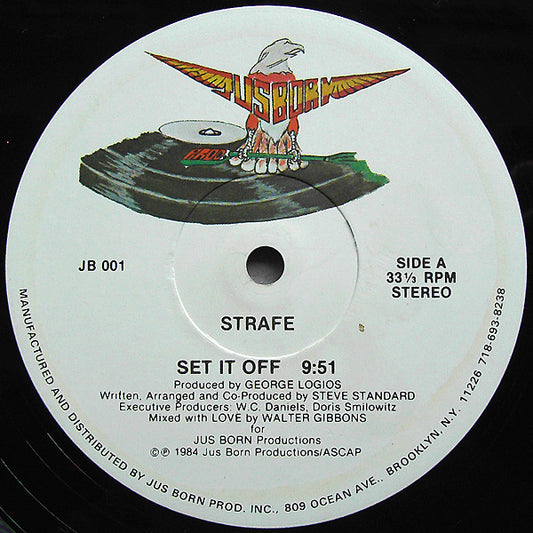 JUS BORN
JB 001
SIDE A
33 1/3 RPM
STEREO
STRAFE
SET IT OFF 9:51
Produced by GEORGE LOGIOS
Written, Arranged and Co-Produced by STEVE STANDARD
Executive Producers: W.C. Daniels, Doris Smilowitz
Mixed with LOVE by WALTER GIBBONS
for
JUS BORN Productions
©℗ 1984 Jus Born Productions/ASCAP
MANUFACTURED AND DISTRIBUTED BY JUS BORN PROD. INC., 809 OCEAN AVE., BROOKLYN, N.Y. 11226 718-693-8238